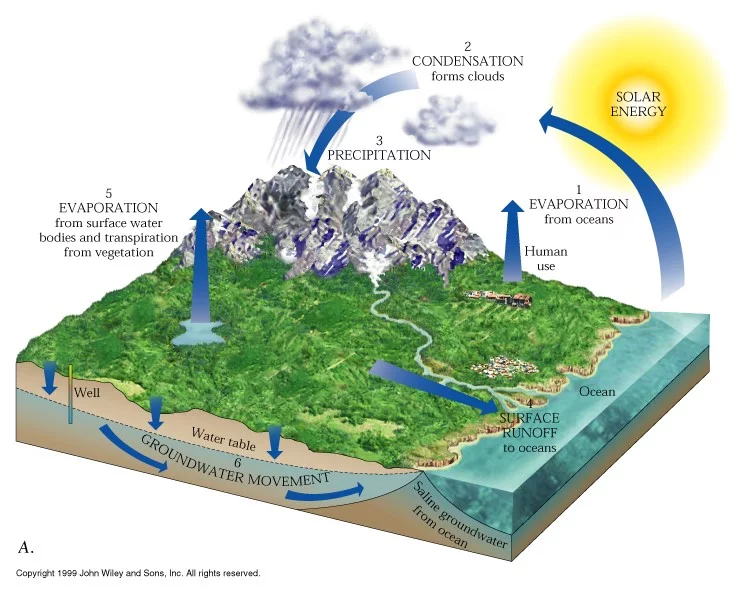 2
CONDENSATION
forms clouds
SOLAR
ENERGY
3
PRECIPITATION
1
EVAPORATION
from oceans
5
EVAPORATION
from surface water
bodies and transpiration
from vegetation
Human
use
Well
Ocean
4
SURFACE
RUNOFF
to oceans
Water table
6
GROUNDWATER MOVEMENT
Saline groundwater
from ocean
A.
Copyright 1999 John Wiley and Sons, Inc. All rights reserved.